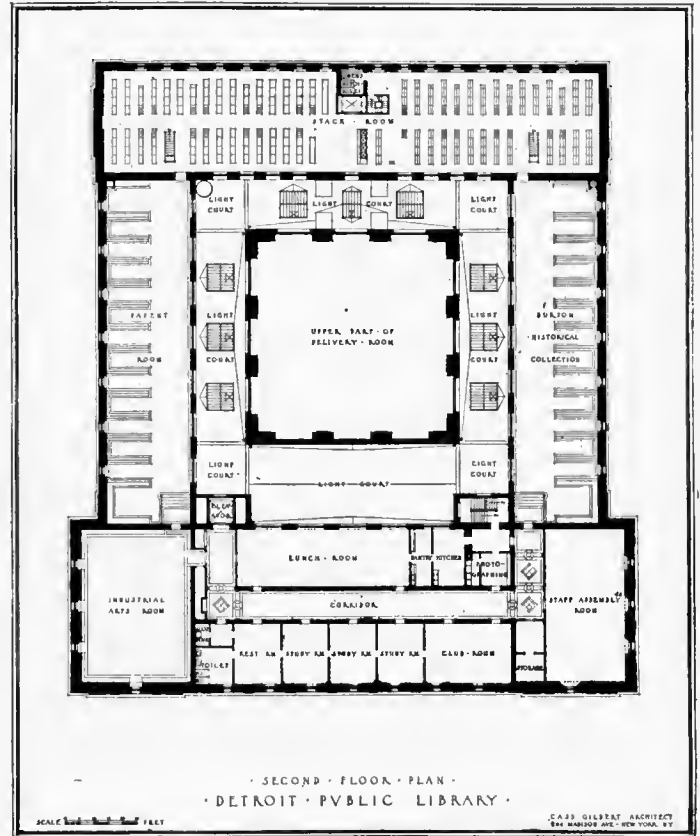 STACK · ROOM
LIGHT
COURT
LIGHT COURT
LIGHT
COURT
PATENT
ROOM
LIGHT
COURT
UPPER PART · OF
DELIVERY · ROOM
LIGHT
COURT
BURTON
· HISTORICAL
COLLECTION
LIGHT
COURT
LIGHT · COURT
LIGHT
COURT
LUNCH · ROOM
PANTRY
KITCHEN
PHOTO-
GRAPHING
INDUSTRIAL
ARTS ROOM
CORRIDOR
STAFF ASSEMBLY
ROOM
TOILET
REST RM.
STUDY RM.
STUDY RM.
STUDY RM.
CLUB · ROOM
STORAGE
· SECOND · FLOOR · PLAN ·
· DETROIT · PVBLIC LIBRARY ·
SCALE
FEET
CASS GILBERT ARCHITECT
244 MADISON AVE · NEW YORK, NY